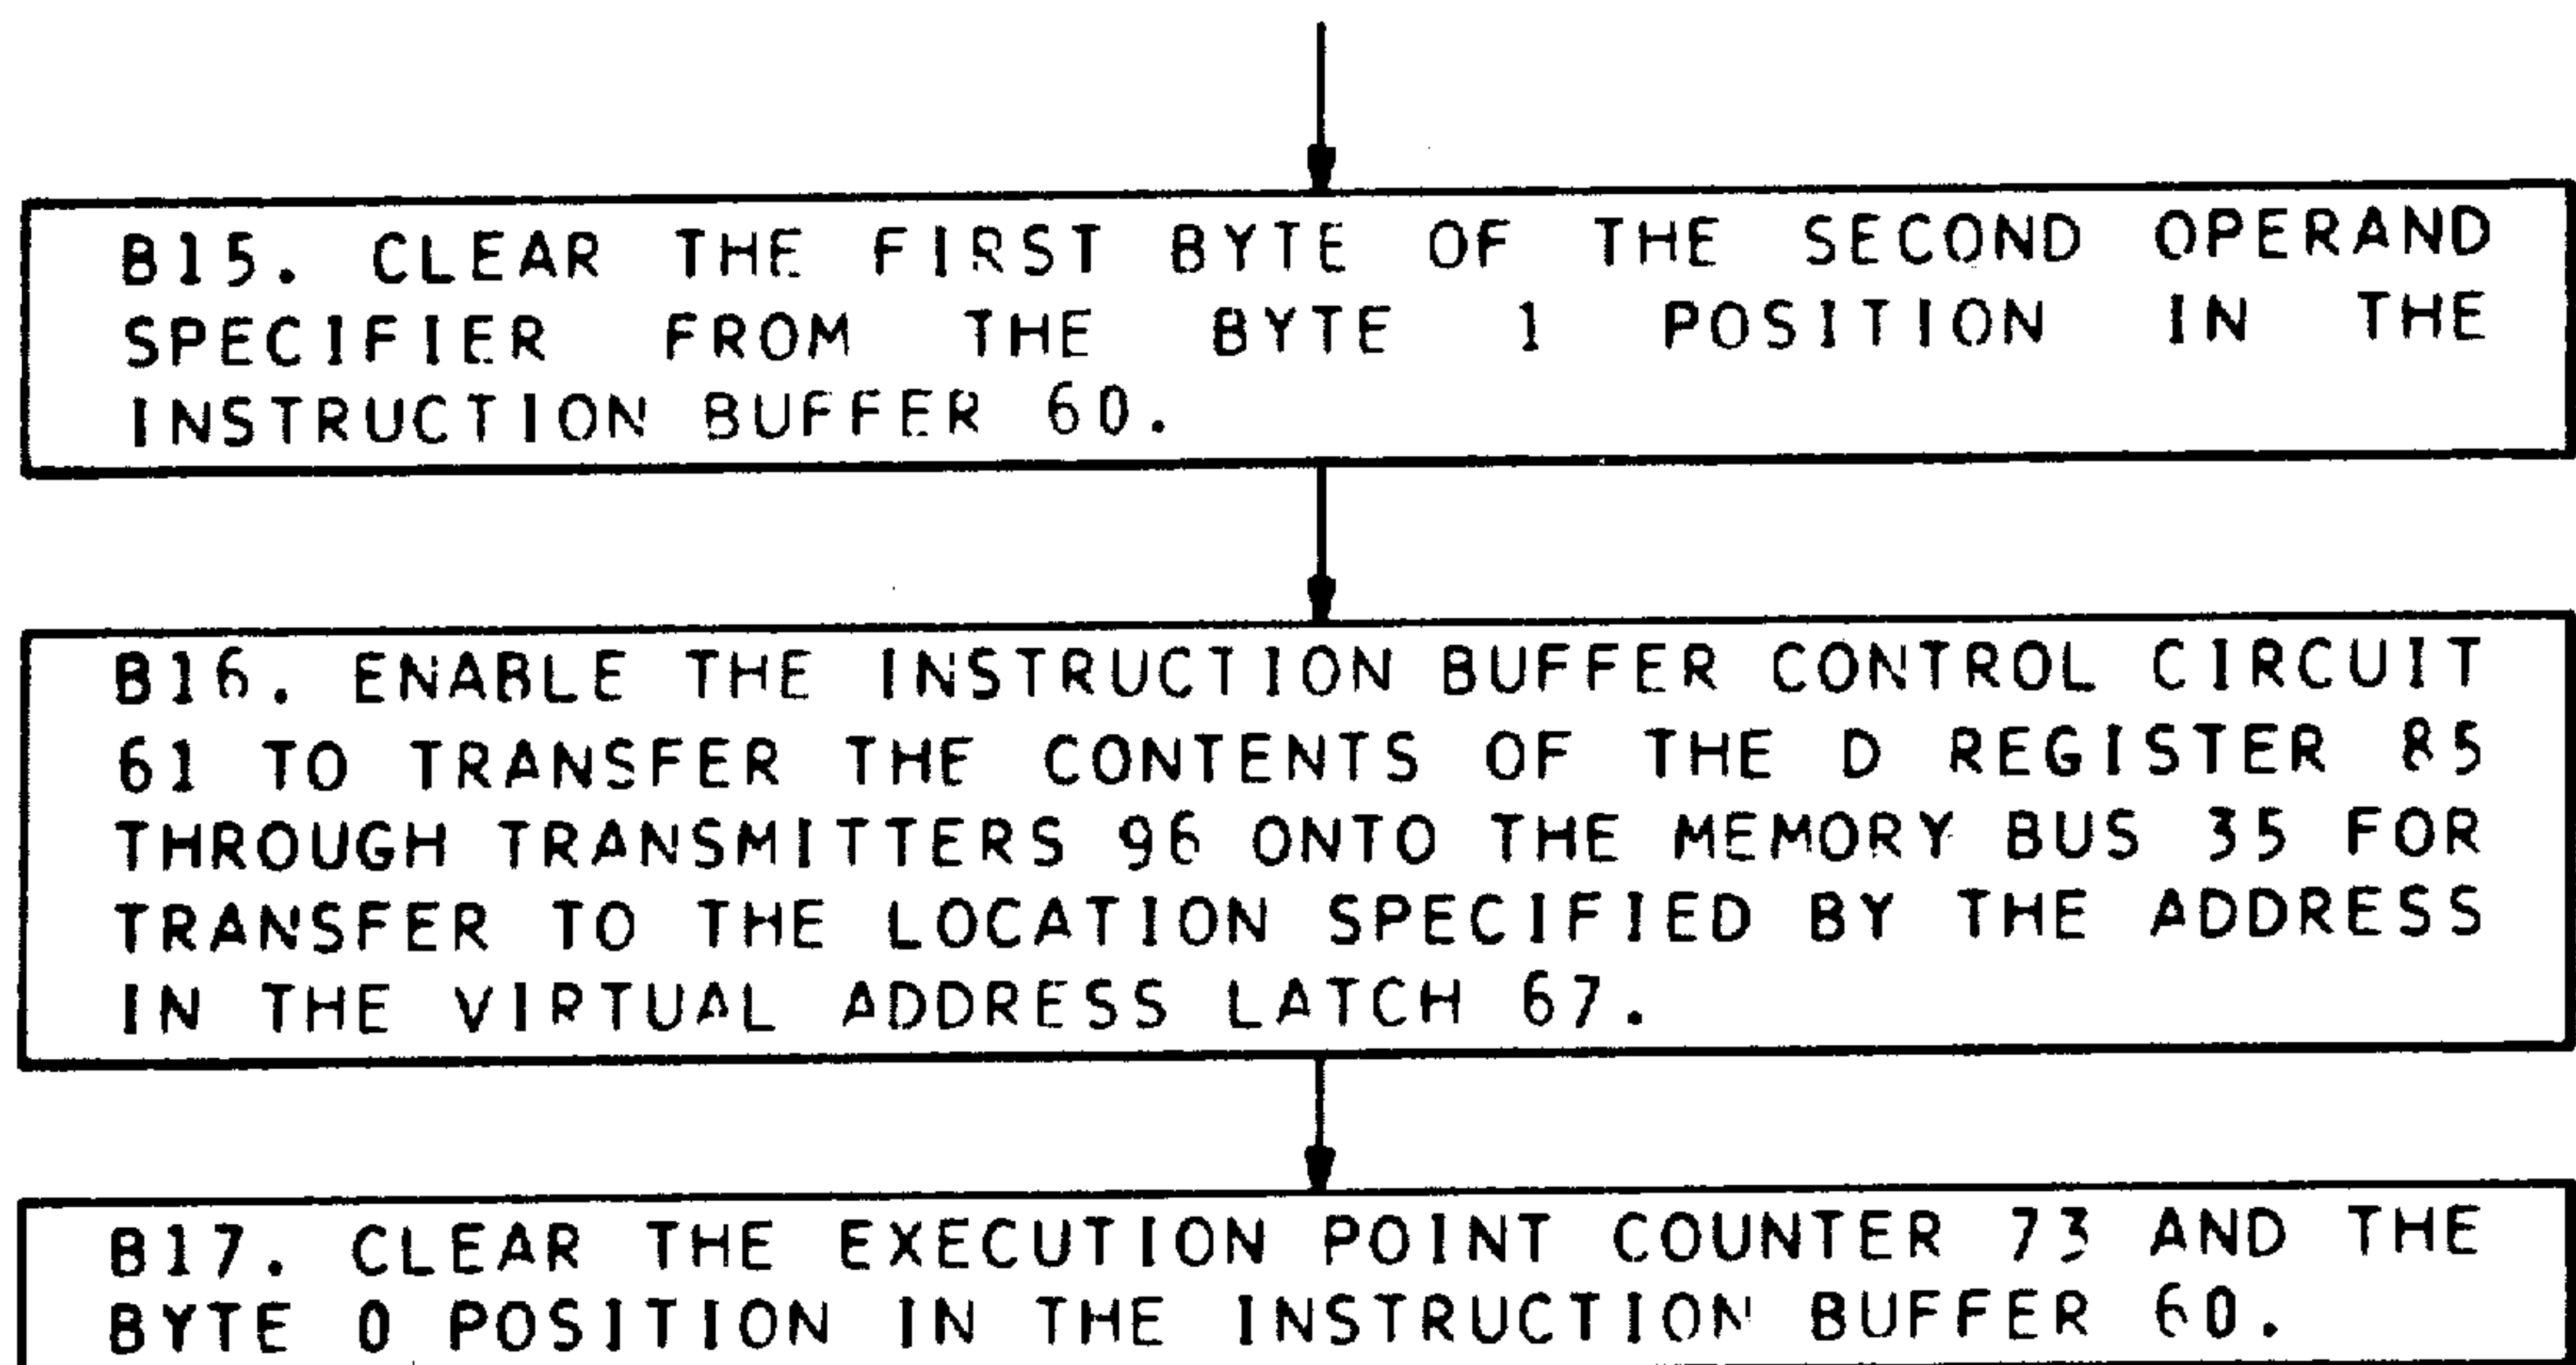 B15. CLEAR THE FIRST BYTE OF THE SECOND OPERAND
SPECIFIER FROM THE BYTE 1 POSITION IN THE
INSTRUCTION BUFFER 60.
B16. ENABLE THE INSTRUCTION BUFFER CONTROL CIRCUIT
61 TO TRANSFER THE CONTENTS OF THE D REGISTER 85
THROUGH TRANSMITTERS 96 ONTO THE MEMORY BUS 35 FOR
TRANSFER TO THE LOCATION SPECIFIED BY THE ADDRESS
IN THE VIRTUAL ADDRESS LATCH 67.
B17. CLEAR THE EXECUTION POINT COUNTER 73 AND THE
BYTE 0 POSITION IN THE INSTRUCTION BUFFER 60.